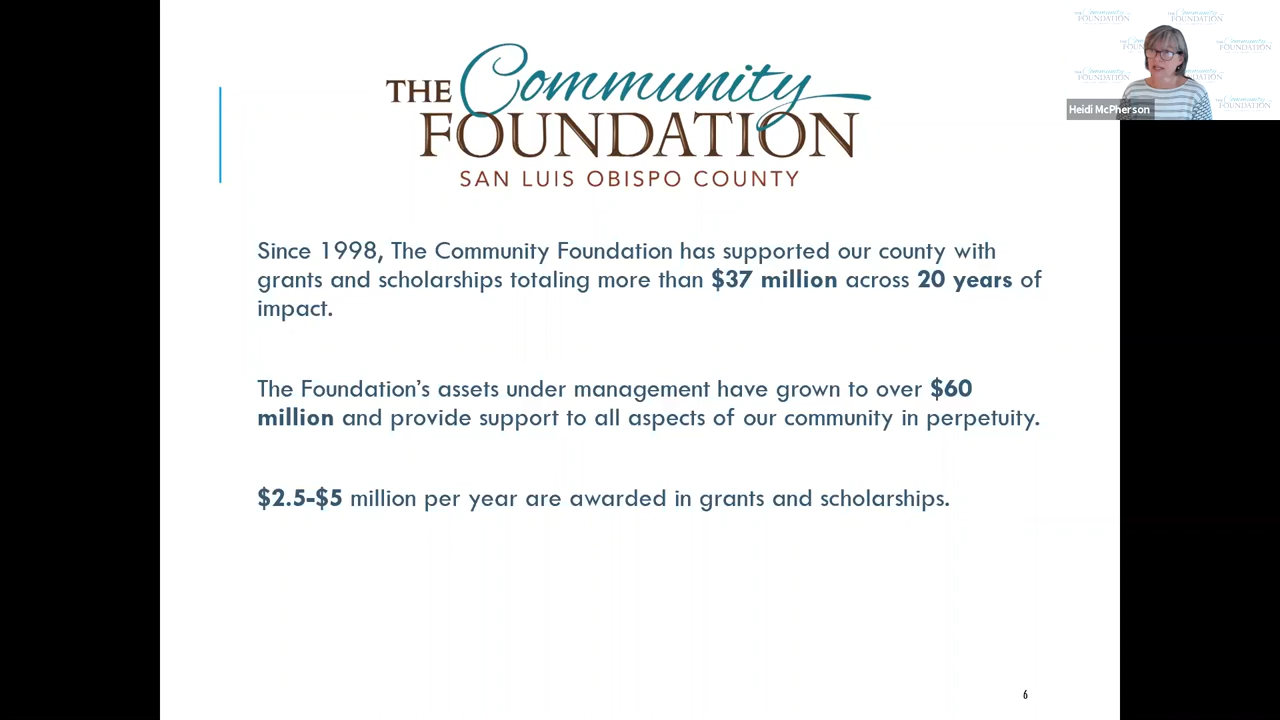 THE Community
FOUNDATION
SAN LUIS OBISPO COUNTY
Heidi McPherson
Since 1998, The Community Foundation has supported our county with
grants and scholarships totaling more than $37 million across 20 years of
impact.
The Foundation's assets under management have grown to over $60
million and provide support to all aspects of our community in perpetuity.
$2.5-$5 million per year are awarded in grants and scholarships.
6